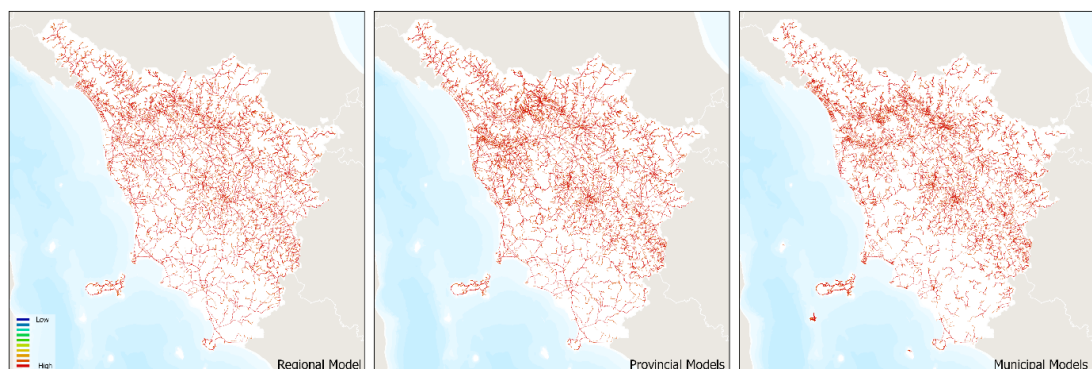 Low
High
Regional Model
Provincial Models
Municipal Models